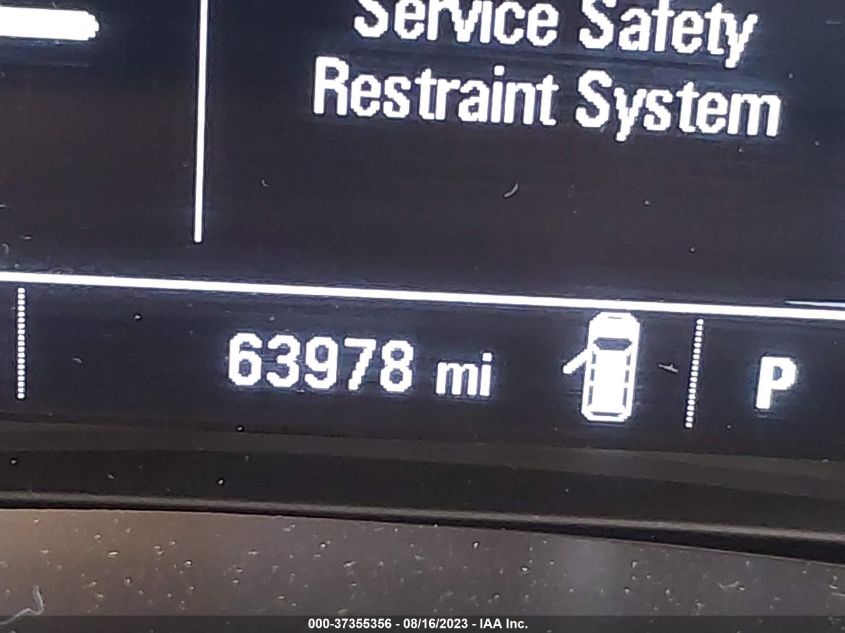 Service Safety
Restraint System
63978 mi
P
000-37355356 - 08/16/2023 - IAA Inc.